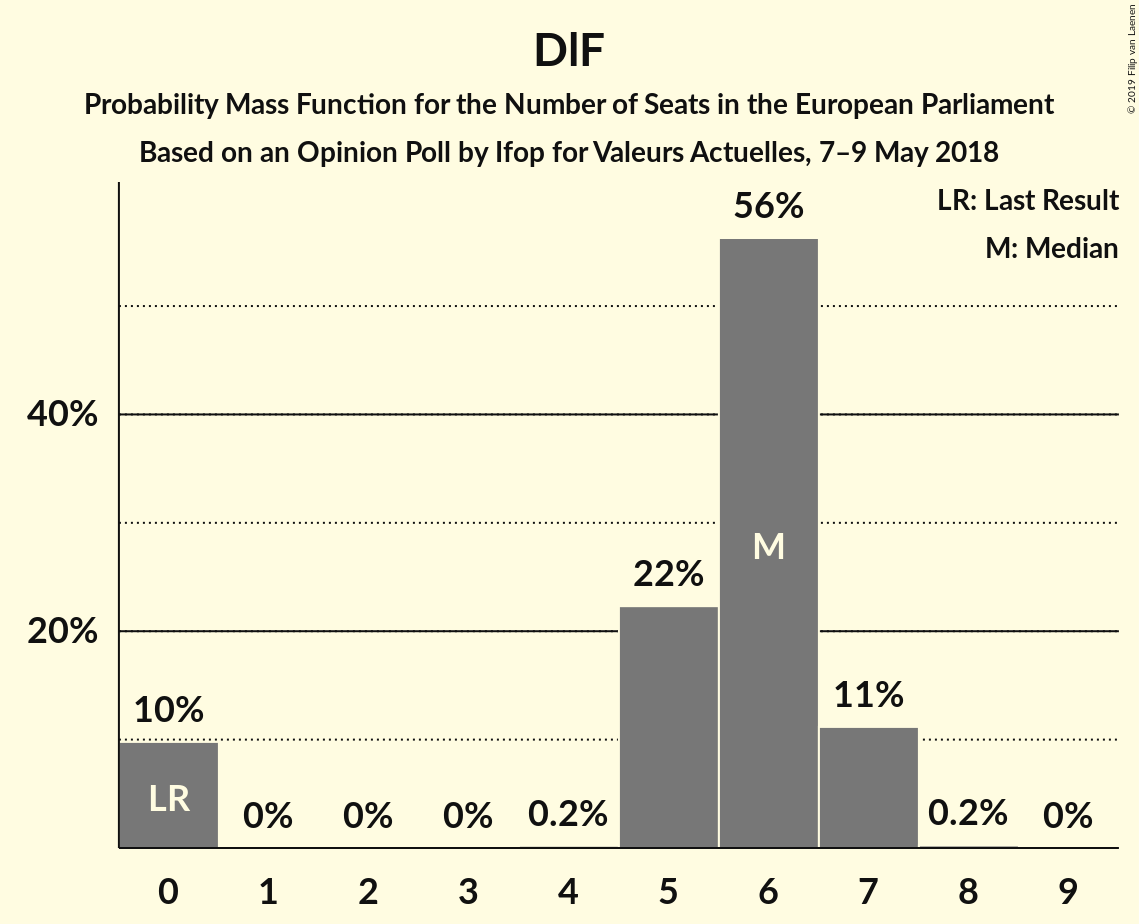 DlF
Probability Mass Function for the Number of Seats in the European Parliament
Based on an Opinion Poll by Ifop for Valeurs Actuelles, 7–9 May 2018
© 2019 Filip van Laenen
LR: Last Result
M: Median
56%
40%
M
22%
20%
10%
11%
LR
0%
0%
0%
0.2%
0.2%
0%
0 1 2 3 4 5 6 7 8 9